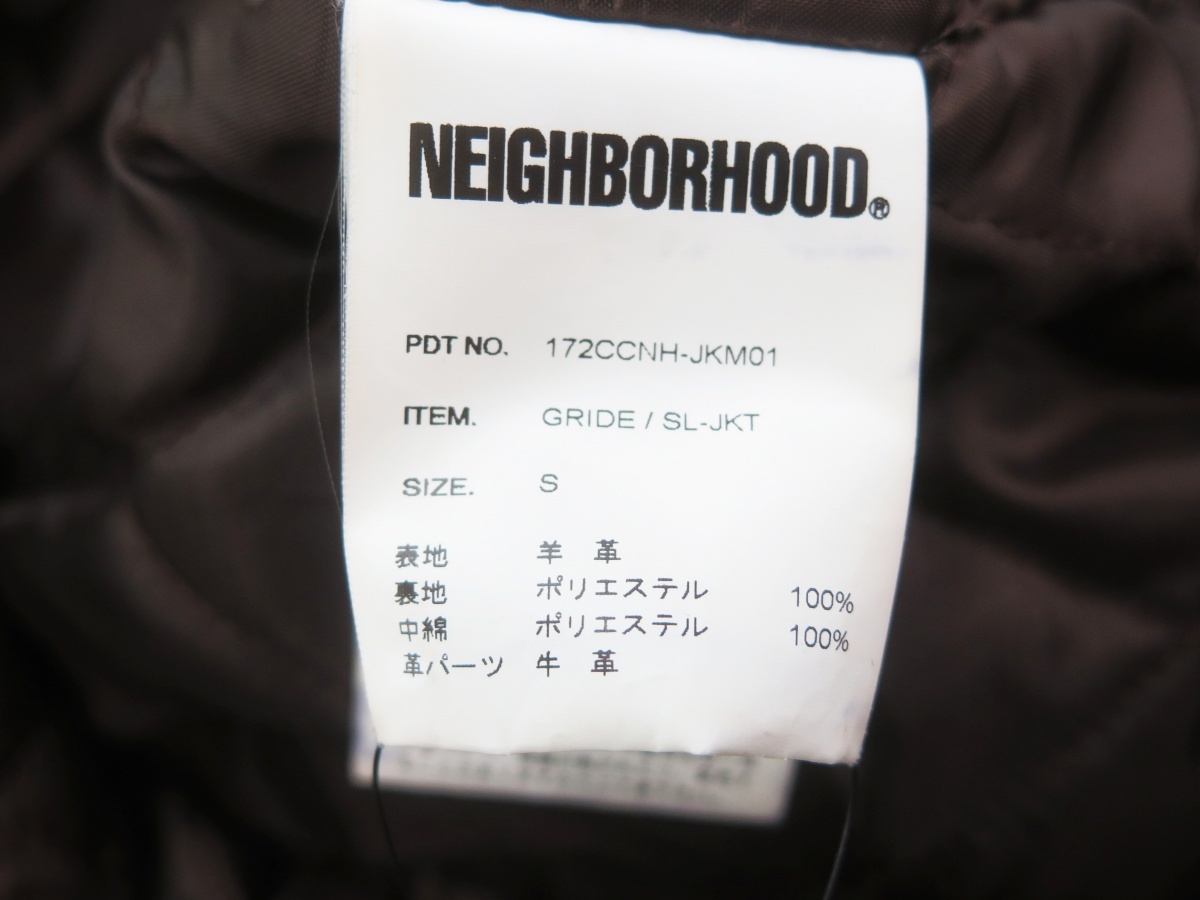 NEIGHBORHOOD®
PDT NO. 172CCNH-JKM01
ITEM. GRIDE / SL-JKT
SIZE. S
表地 羊 革
裏地 ポリエステル 100%
中綿 ポリエステル 100%
革パーツ 牛 革